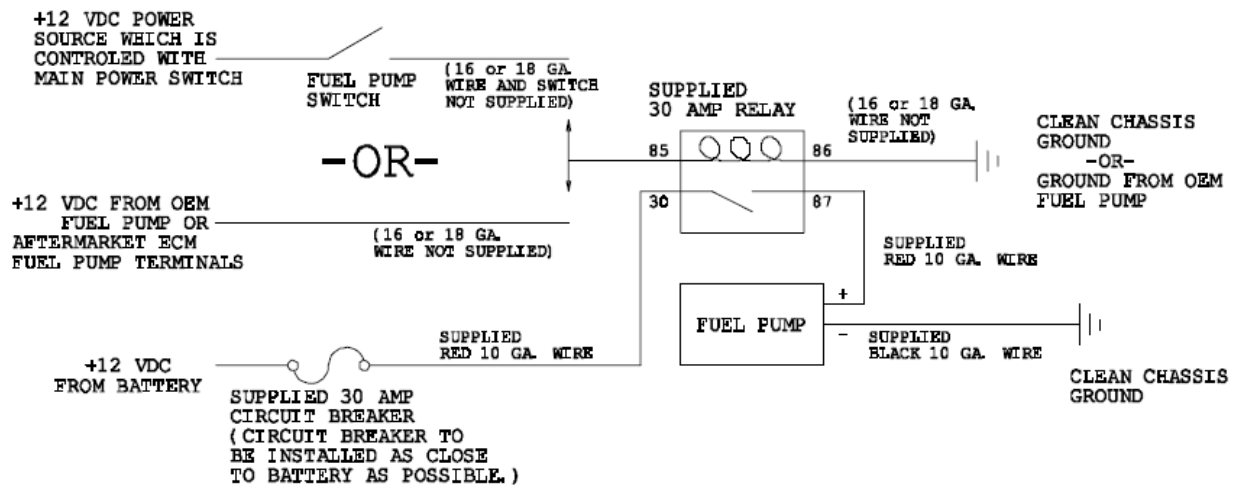 +12 VDC POWER
SOURCE WHICH IS
CONTROLED WITH
MAIN POWER SWITCH
FUEL PUMP
SWITCH
(16 or 18 GA.
WIRE AND SWITCH
NOT SUPPLIED)
-OR-
+12 VDC FROM OEM
FUEL PUMP OR
AFTERMARKET ECM
FUEL PUMP TERMINALS
(16 or 18 GA.
WIRE NOT SUPPLIED)
SUPPLIED
30 AMP RELAY
85
86
30
87
(16 or 18 GA.
WIRE NOT
SUPPLIED)
CLEAN CHASSIS
GROUND
-OR-
GROUND FROM OEM
FUEL PUMP
SUPPLIED
RED 10 GA. WIRE
FUEL PUMP
+
-
SUPPLIED
BLACK 10 GA. WIRE
CLEAN CHASSIS
GROUND
+12 VDC
FROM BATTERY
SUPPLIED
RED 10 GA. WIRE
SUPPLIED 30 AMP
CIRCUIT BREAKER
(CIRCUIT BREAKER TO
BE INSTALLED AS CLOSE
TO BATTERY AS POSSIBLE.)